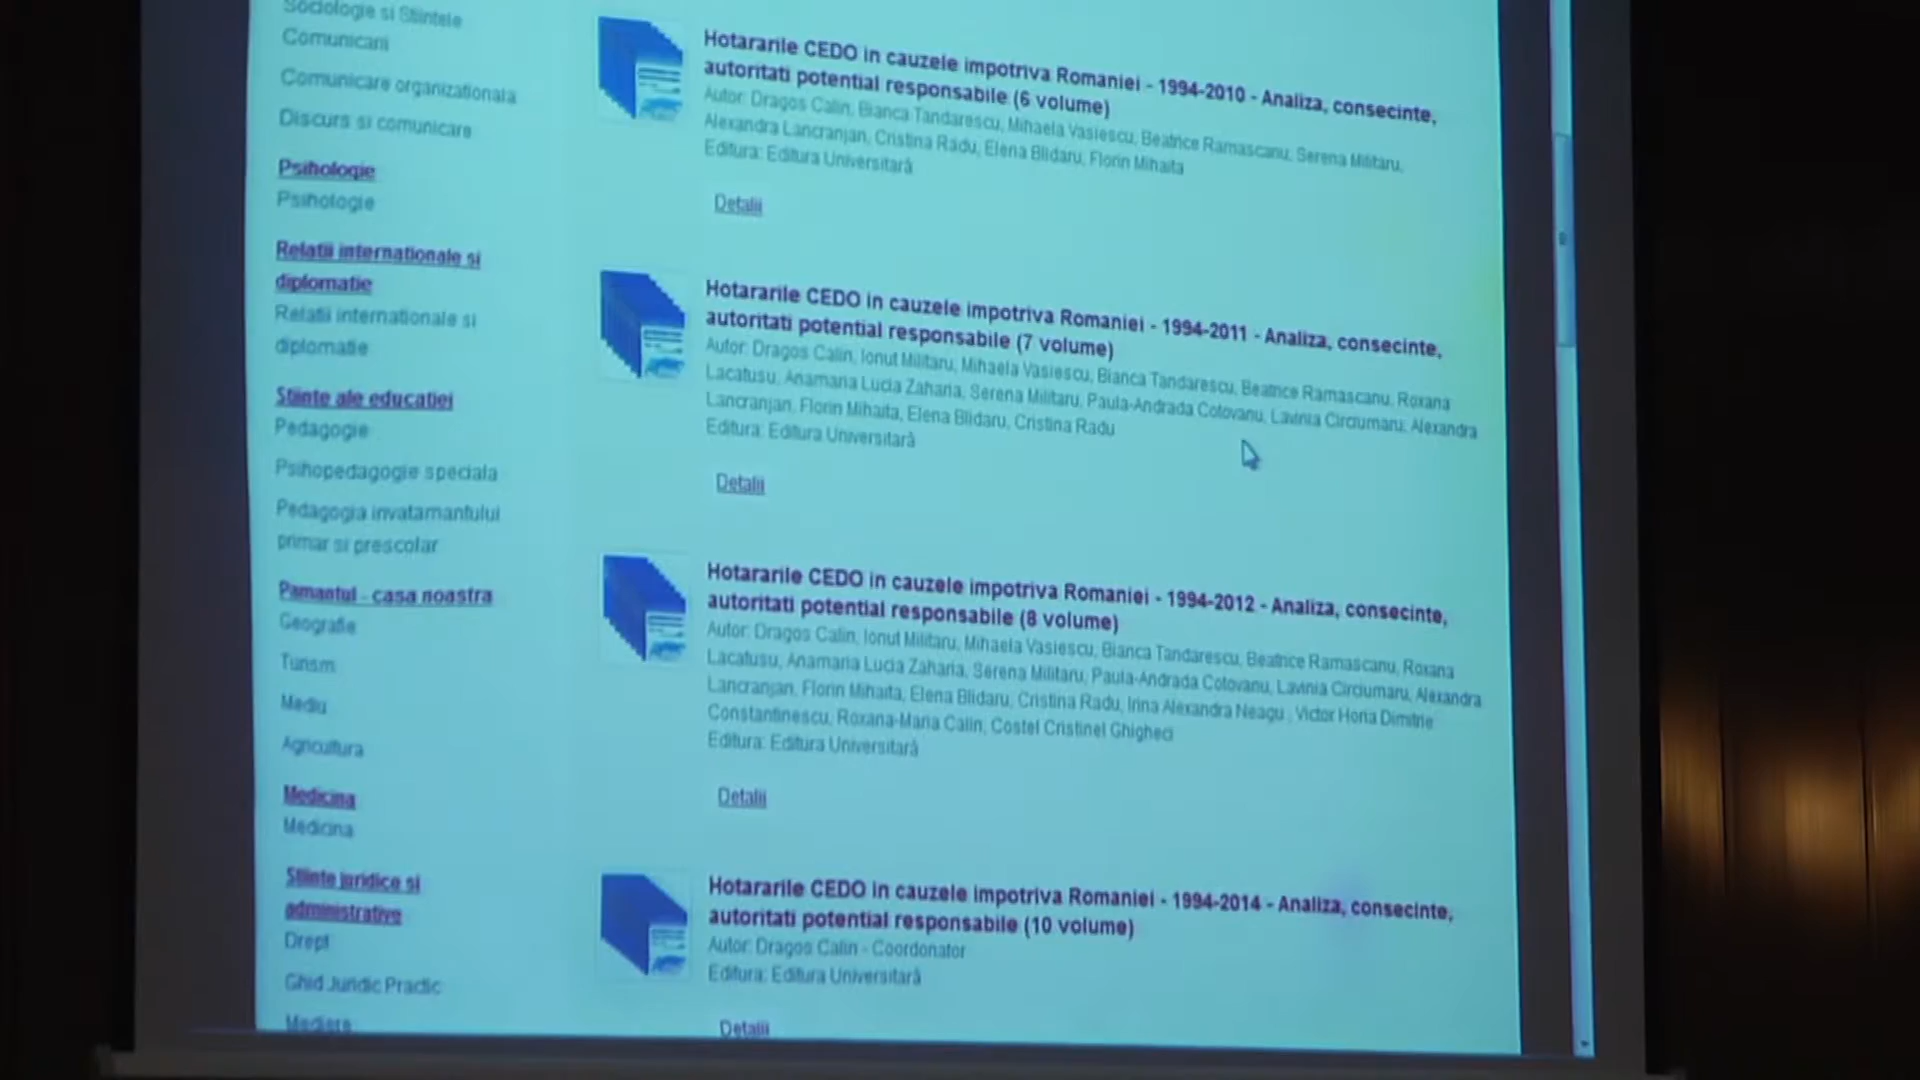 Sociologie si Stiintele
Comunicarii
Comunicare organizationala
Discurs si comunicare
Psihologie
Psihologie
Relatii internationale si
diplomatie
Relatii internationale si
diplomatie
Stiinte ale educatiei
Pedagogie
Psihopedagogie speciala
Pedagogia invatamantului
primar si prescolar
Pamantul - casa noastra
Geografie
Turism
Mediu
Agricultura
Medicina
Medicina
Stiinte juridice si
administrative
Drept
Ghid Juridic Practic
Mediere
Hotararile CEDO in cauzele impotriva Romaniei - 1994-2010 - Analiza, consecinte,
autoritati potential responsabile (6 volume)
Autor: Dragos Calin, Bianca Tandarescu, Mihaela Vasiescu, Beatrice Ramascanu, Serena Militaru,
Alexandra Lancranjan, Cristina Radu, Elena Blidaru, Florin Mihaita
Editura: Editura Universitară
Detalii
Hotararile CEDO in cauzele impotriva Romaniei - 1994-2011 - Analiza, consecinte,
autoritati potential responsabile (7 volume)
Autor: Dragos Calin, Ionut Militaru, Mihaela Vasiescu, Bianca Tandarescu, Beatrice Ramascanu, Roxana
Lacatusu, Anamaria Lucia Zaharia, Serena Militaru, Paula-Andrada Cotovanu, Lavinia Circiumaru, Alexandra
Lancranjan, Florin Mihaita, Elena Blidaru, Cristina Radu
Editura: Editura Universitară
Detalii
Hotararile CEDO in cauzele impotriva Romaniei - 1994-2012 - Analiza, consecinte,
autoritati potential responsabile (8 volume)
Autor: Dragos Calin, Ionut Militaru, Mihaela Vasiescu, Bianca Tandarescu, Beatrice Ramascanu, Roxana
Lacatusu, Anamaria Lucia Zaharia, Serena Militaru, Paula-Andrada Cotovanu, Lavinia Circiumaru, Alexandra
Lancranjan, Florin Mihaita, Elena Blidaru, Cristina Radu, Irina Alexandra Neagu , Victor Horia Dimitrie
Constantinescu, Roxana-Maria Calin, Costel Cristinel Ghigheci
Editura: Editura Universitară
Detalii
Hotararile CEDO in cauzele impotriva Romaniei - 1994-2014 - Analiza, consecinte,
autoritati potential responsabile (10 volume)
Autor: Dragos Calin - Coordonator
Editura: Editura Universitară
Detalii